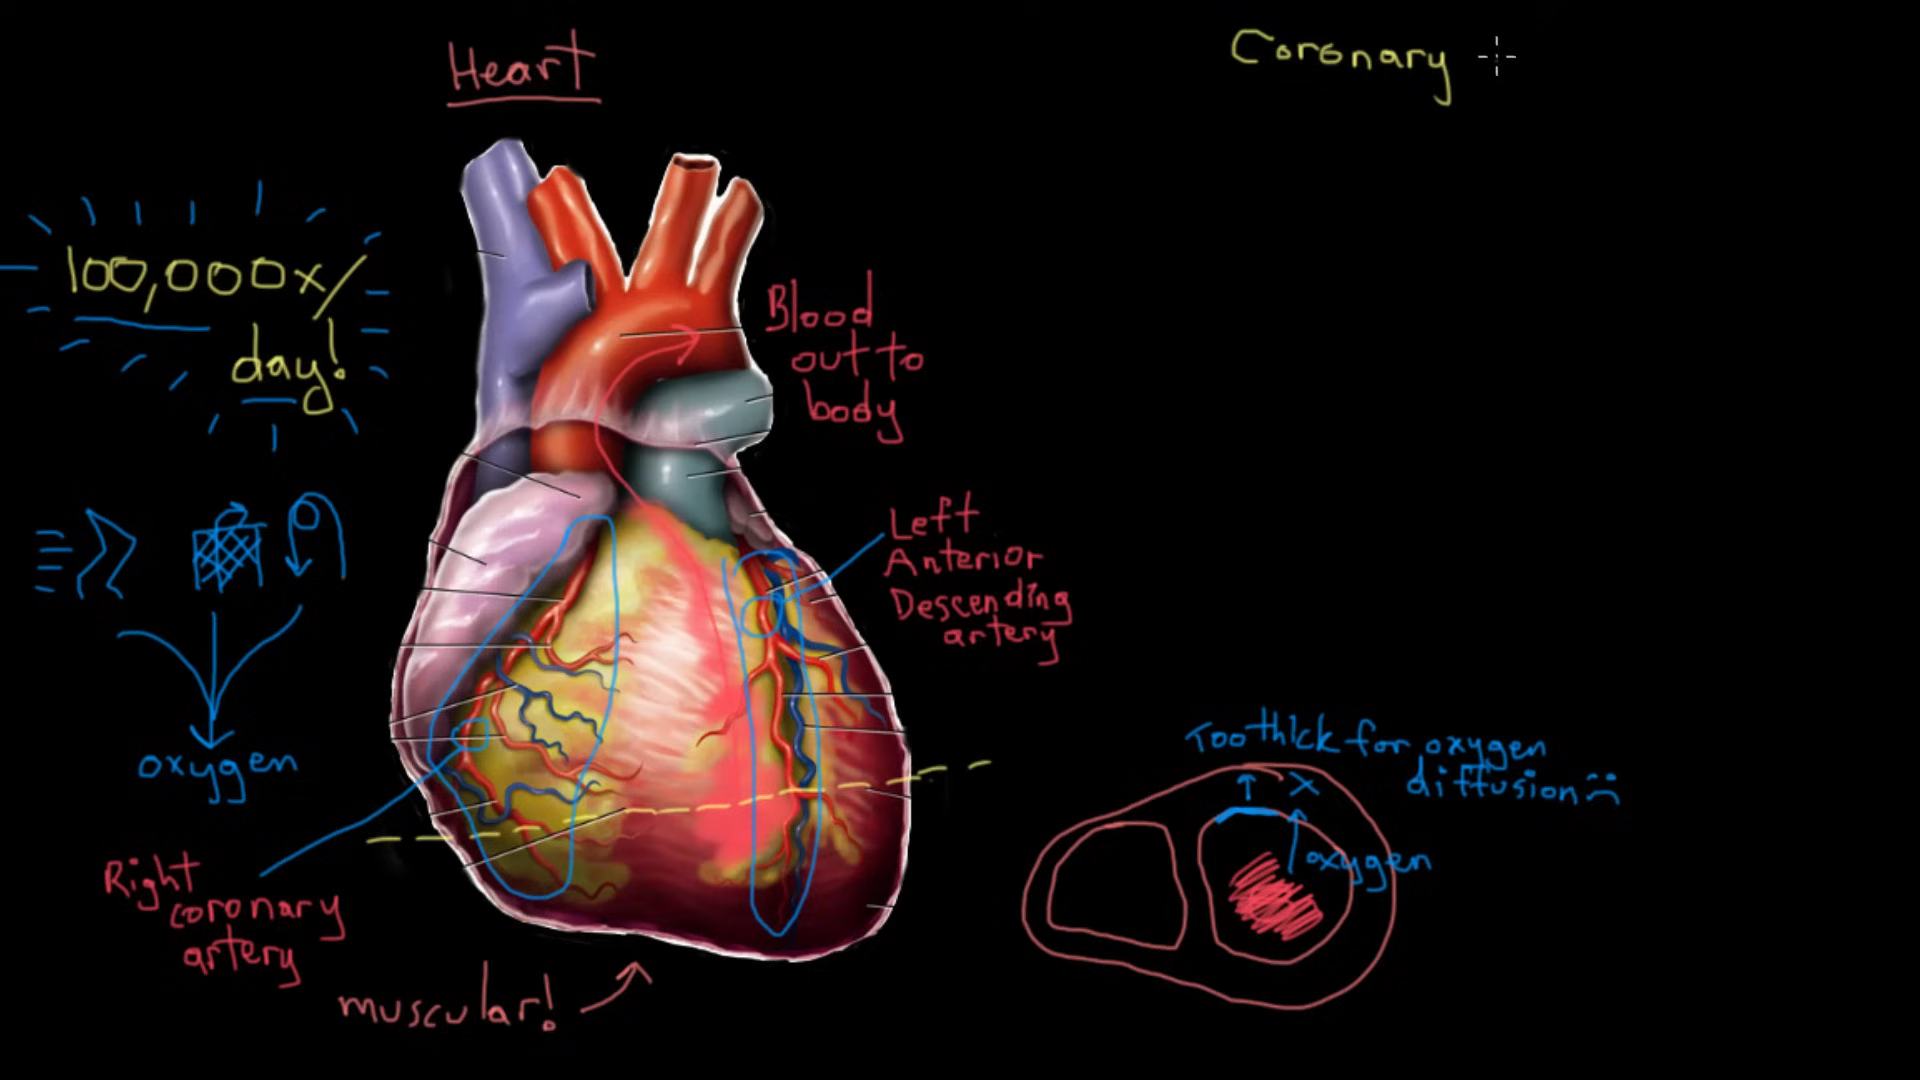 Heart
Coronary
100,000x/
day!
Blood
out to
body
Left
Anterior
Descending
artery
oxygen
Right
coronary
artery
muscular!
Too thick for oxygen
diffusion
x
oxygen